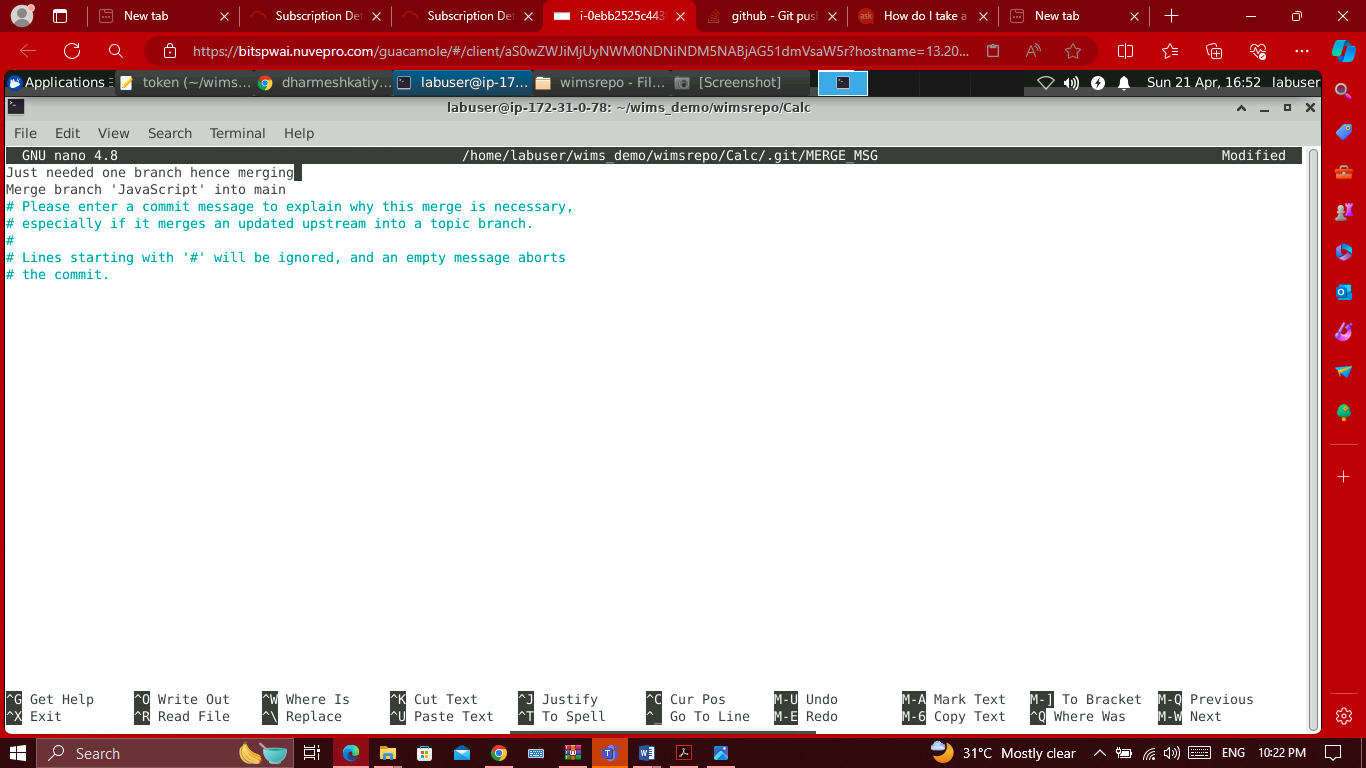 New tab
Subscription Det
Subscription Det
i-0ebb2525c443
github - Git pus
ask
How do I take a
New tab
https://bitspwai.nuvepro.com/guacamole/#/client/aS0wZWJiMjUyNWM0NDNiNDM5NABjAG51dmVsaW5r?hostname=13.20...
Applications
token (~/wims...
dharmeshkatiy...
labuser@ip-17...
wimsrepo - Fil...
[Screenshot]
Sun 21 Apr, 16:52
labuser
labuser@ip-172-31-0-78: ~/wims_demo/wimsrepo/Calc
File Edit View Search Terminal Help
GNU nano 4.8 /home/labuser/wims_demo/wimsrepo/Calc/.git/MERGE_MSG Modified
Just needed one branch hence merging
Merge branch 'JavaScript' into main
# Please enter a commit message to explain why this merge is necessary,
# especially if it merges an updated upstream into a topic branch.
#
# Lines starting with '#' will be ignored, and an empty message aborts
# the commit.
^G Get Help ^O Write Out ^W Where Is ^K Cut Text ^J Justify ^C Cur Pos M-U Undo M-A Mark Text M-] To Bracket M-Q Previous
^X Exit ^R Read File ^\ Replace ^U Paste Text ^T To Spell ^_ Go To Line M-E Redo M-6 Copy Text ^Q Where Was M-W Next
Search
31°C Mostly clear
ENG
10:22 PM